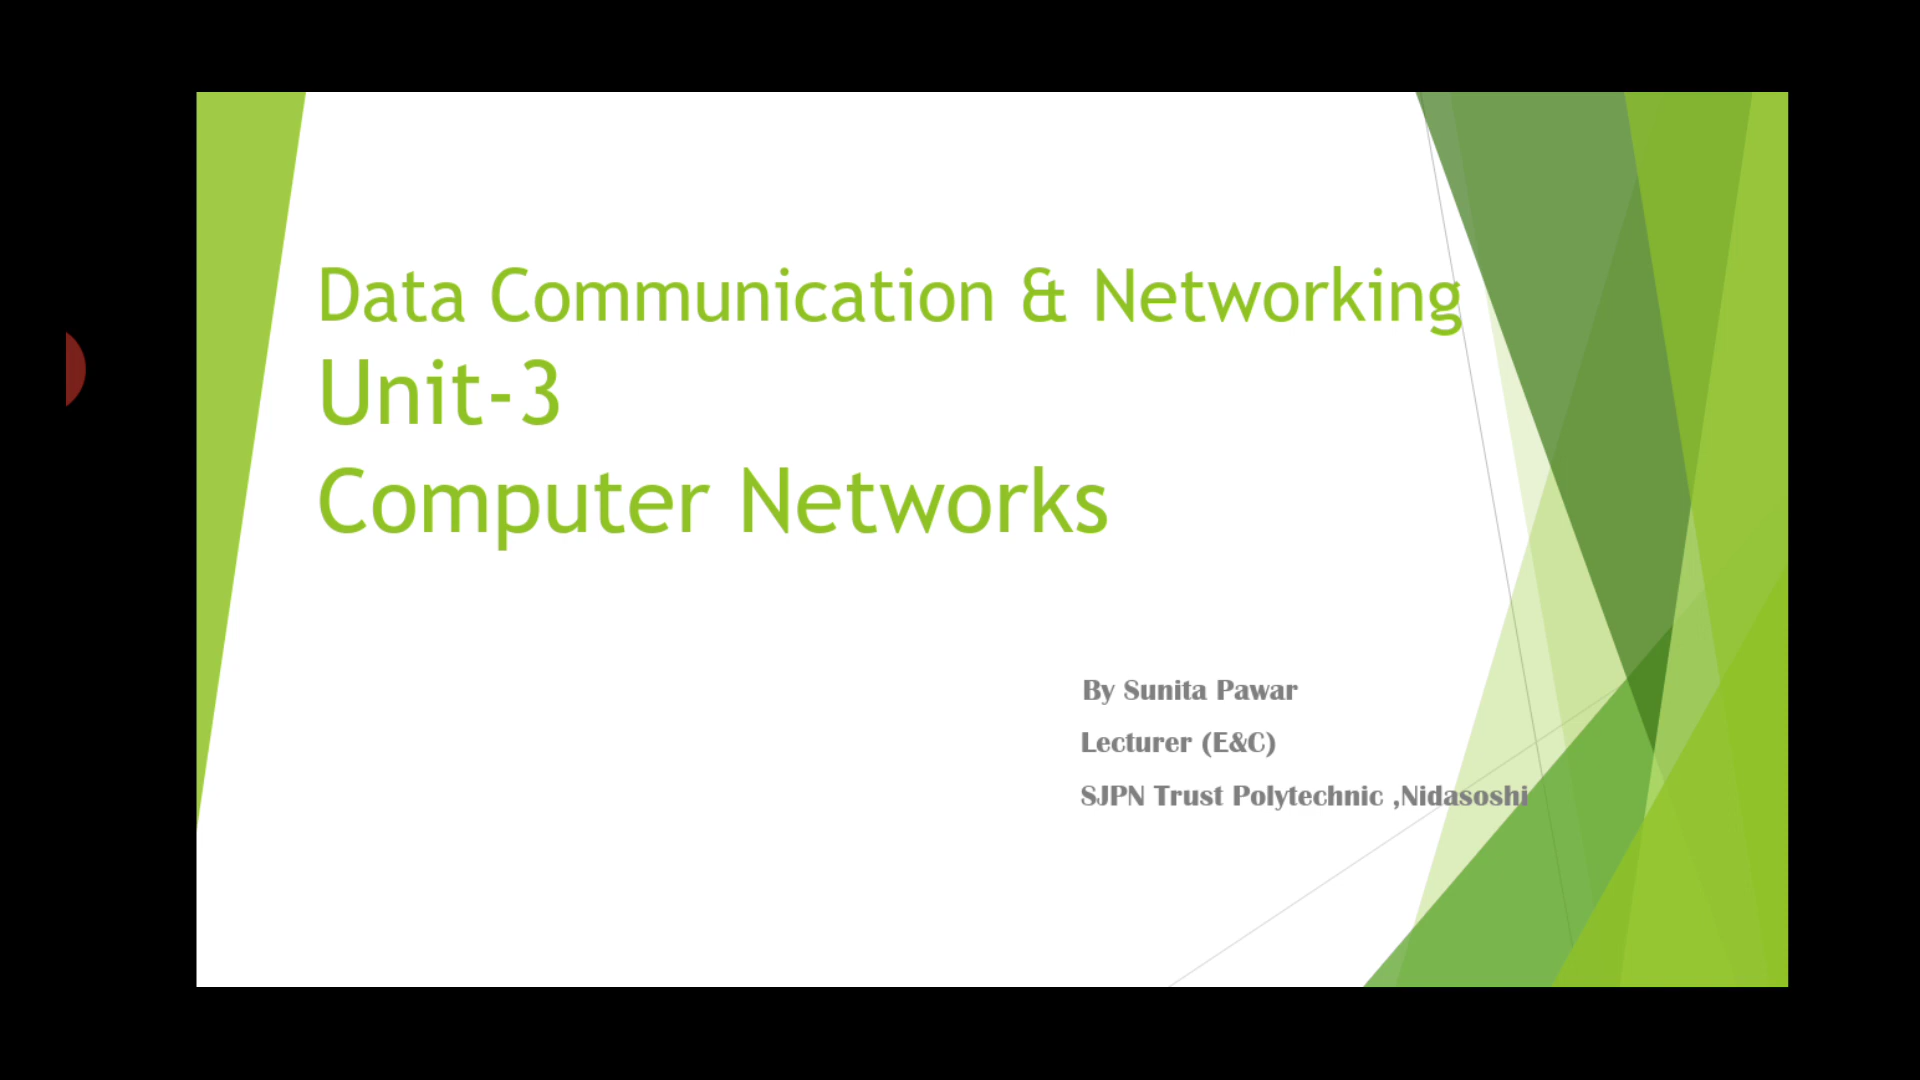 Data Communication & Networking
Unit-3
Computer Networks
By Sunita Pawar
Lecturer (E&C)
SJPN Trust Polytechnic ,Nidasoshi